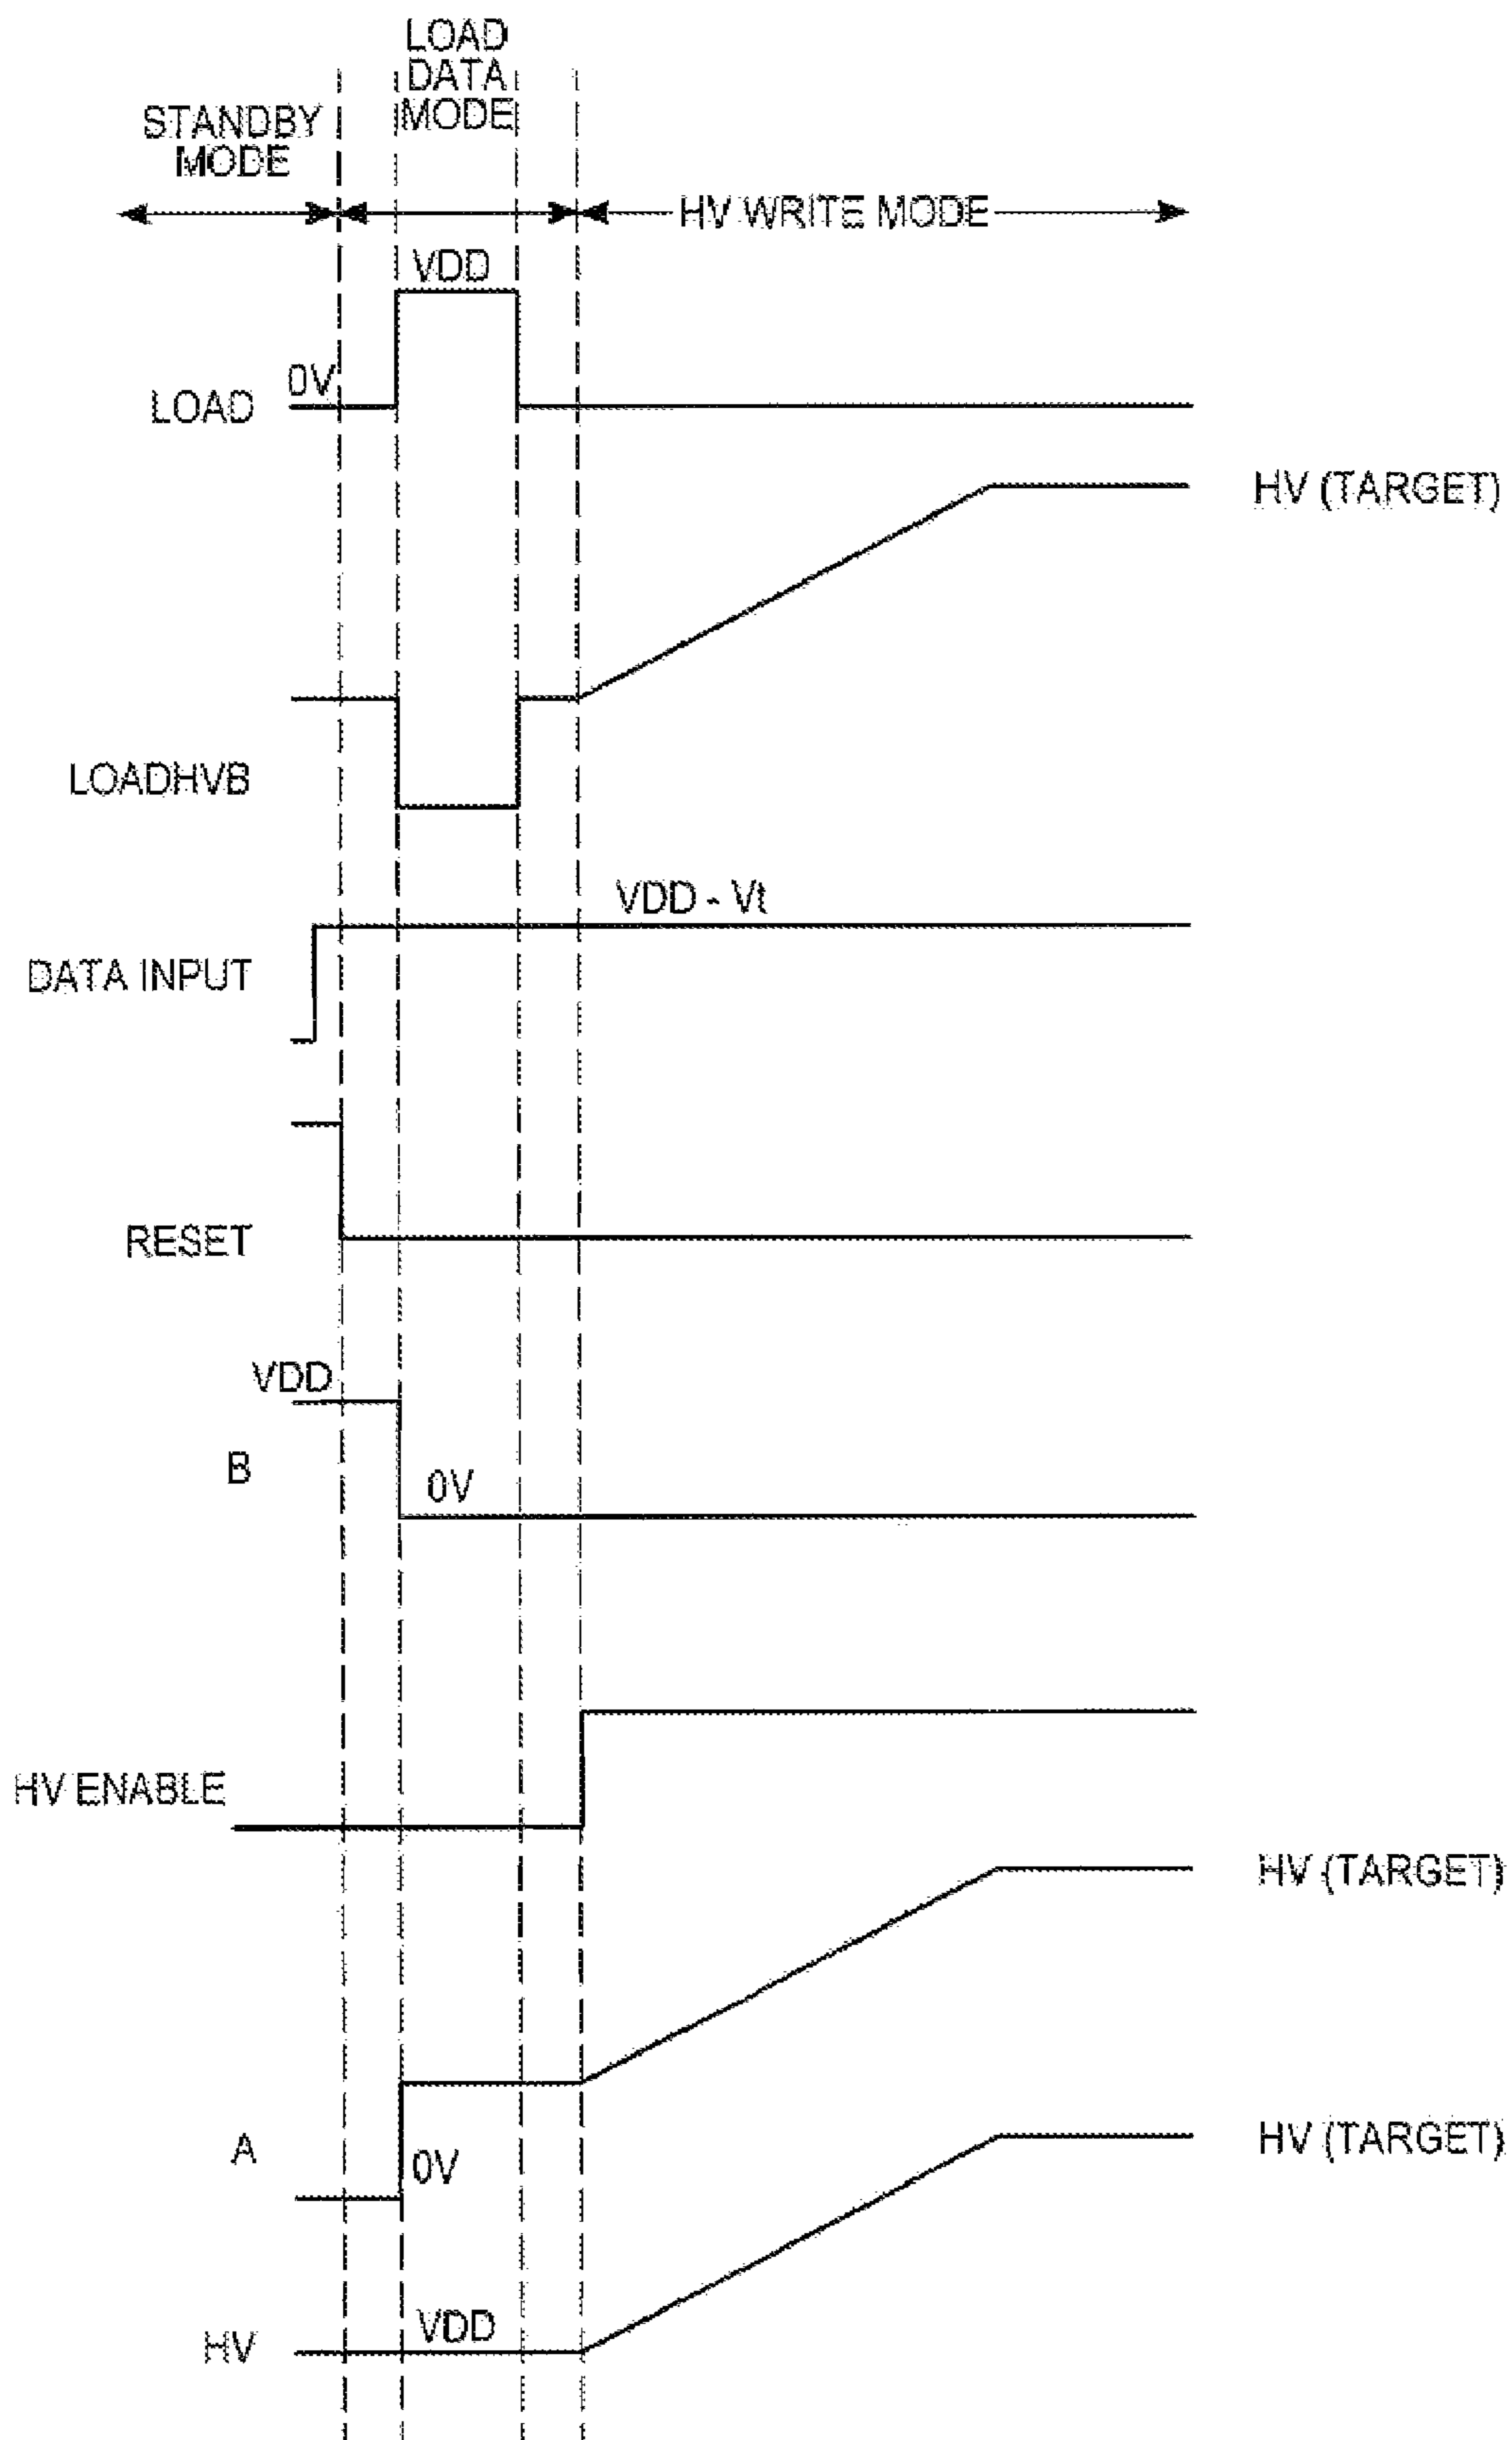 LOAD
DATA
MODE
STANDBY
MODE
HV WRITE MODE
VDD
0V
LOAD
HV (TARGET)
LOADHVB
VDD - Vt
DATA INPUT
RESET
VDD
B
0V
HV ENABLE
HV (TARGET)
A
0V
HV (TARGET)
VDD
HV